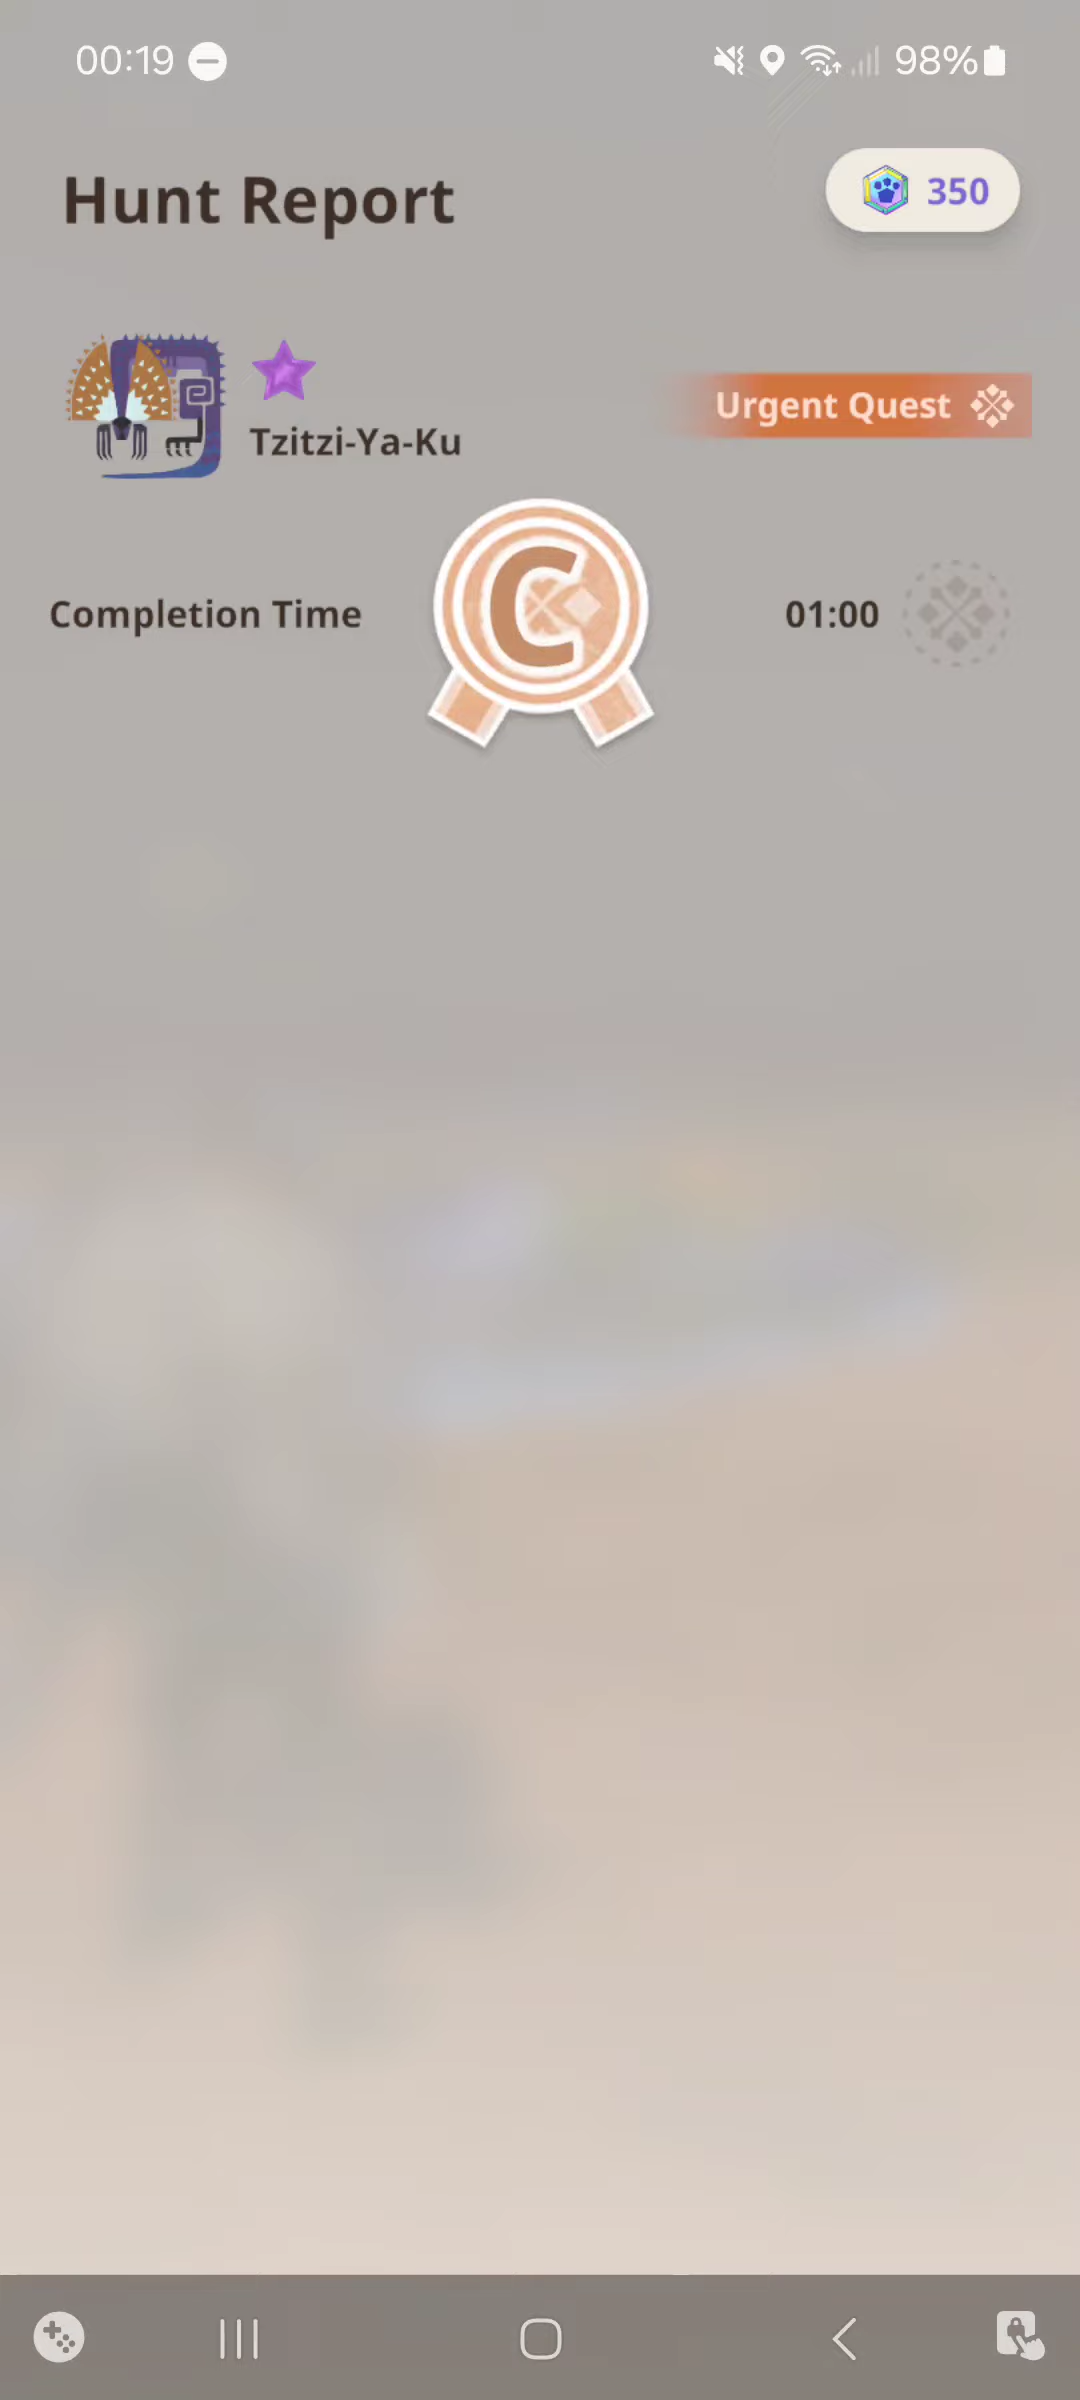 00:19
98%
Hunt Report
350
Urgent Quest
Tzitzi-Ya-Ku
Completion Time
C
01:00